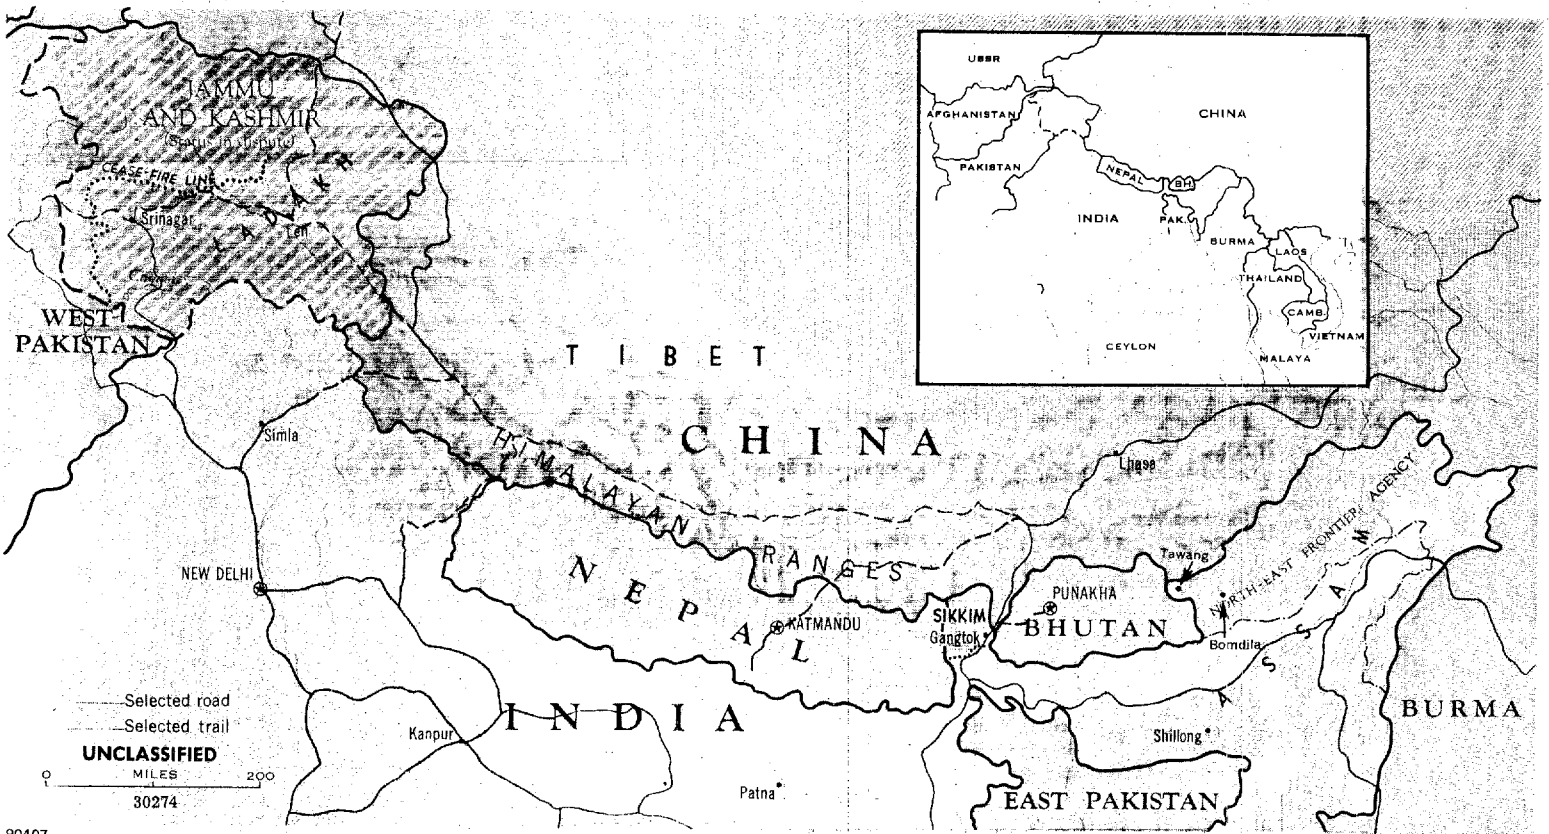 JAMMU
AND KASHMIR
(Status in dispute)
CEASE-FIRE LINE
LADAKH
Srinagar
Leh
WEST
PAKISTAN
Simla
NEW DELHI
TIBET
CHINA
HIMALAYAN RANGES
NEPAL
KATMANDU
SIKKIM
Gangtok
PUNAKHA
BHUTAN
Lhasa
Tawang
Bomdila
NORTH-EAST FRONTIER AGENCY
ASSAM
Shillong
BURMA
EAST PAKISTAN
INDIA
Kanpur
Patna
Selected road
Selected trail
UNCLASSIFIED
0 MILES 200
30274
USSR
CHINA
AFGHANISTAN
PAKISTAN
NEPAL
BH.
INDIA
PAK.
BURMA
LAOS
THAILAND
CAMB.
VIETNAM
CEYLON
MALAYA